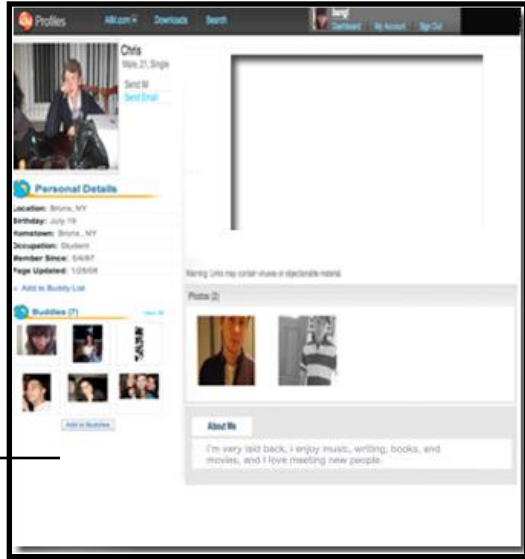 Profiles
AIM.com
Downloads
Search
Dashboard | My Account | Sign Out
Chris
Male, 21, Single
Send IM
Send Email
Personal Details
Location: Bronx, NY
Birthday: July 19
Hometown: Bronx, NY
Occupation: Student
Member Since: 5/4/97
Page Updated: 1/28/08
+ Add to Buddy List
Buddies (7)
View All
Add to Buddies
Warning: Links may contain viruses or objectionable material.
Photos (2)
About Me
I'm very laid back, i enjoy music, writing, books, and
movies, and I love meeting new people.